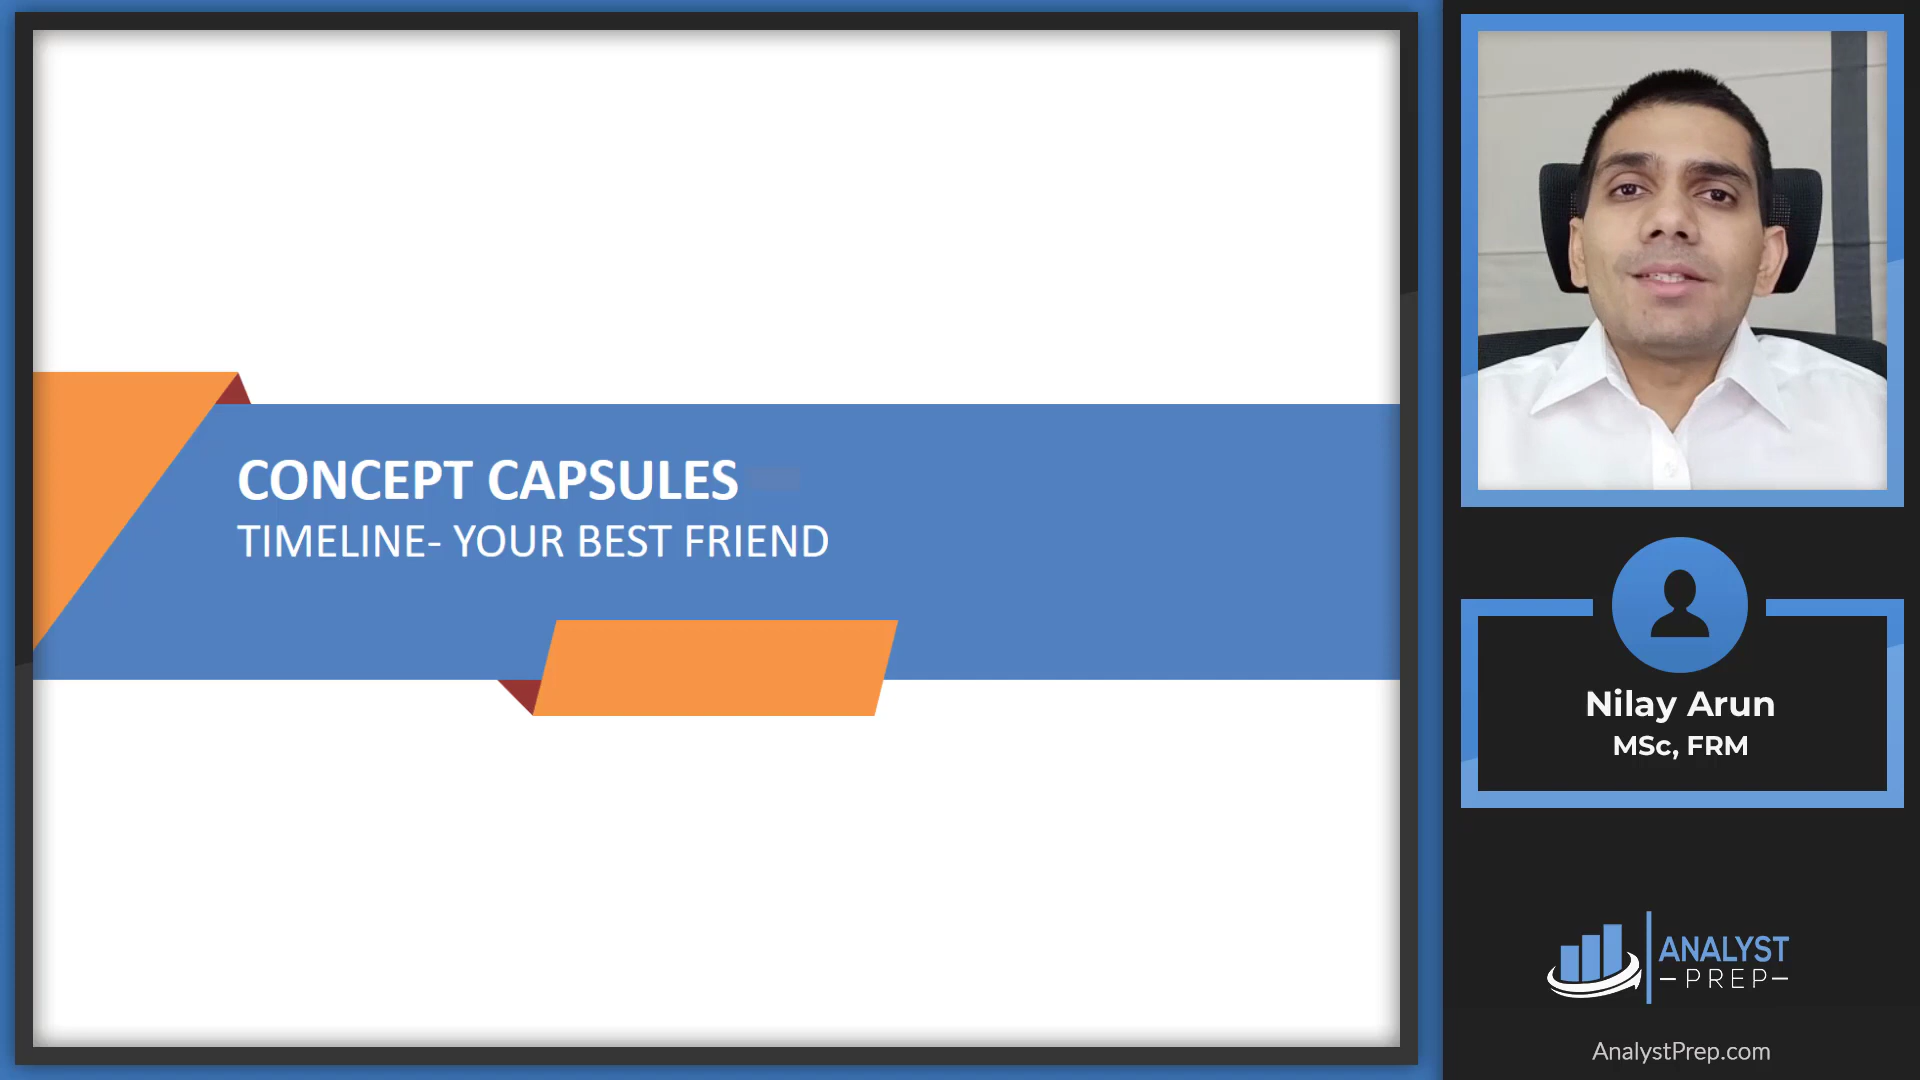 CONCEPT CAPSULES
TIMELINE- YOUR BEST FRIEND
Nilay Arun
MSc, FRM
ANALYST
PREP
AnalystPrep.com